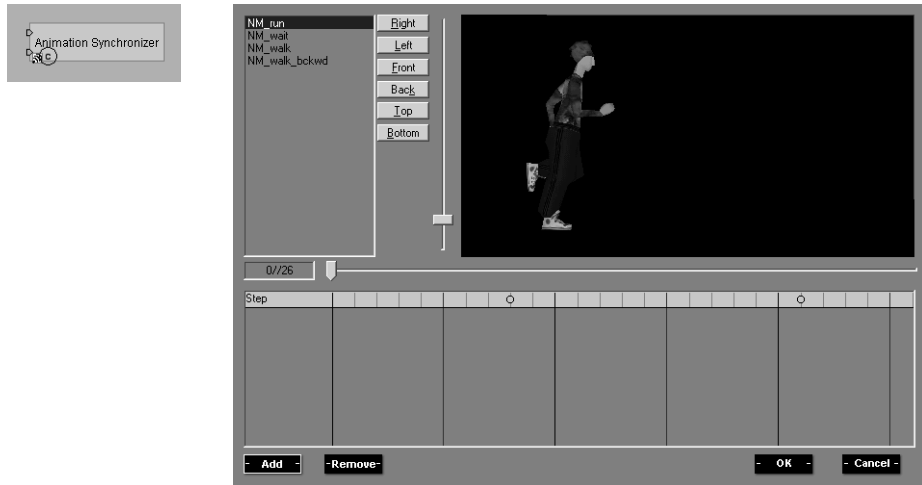 Animation Synchronizer
S
C
NM_run
NM_wait
NM_walk
NM_walk_bckwd
Right
Left
Front
Back
Top
Bottom
0//26
Step
- Add -
-Remove-
- OK -
- Cancel -